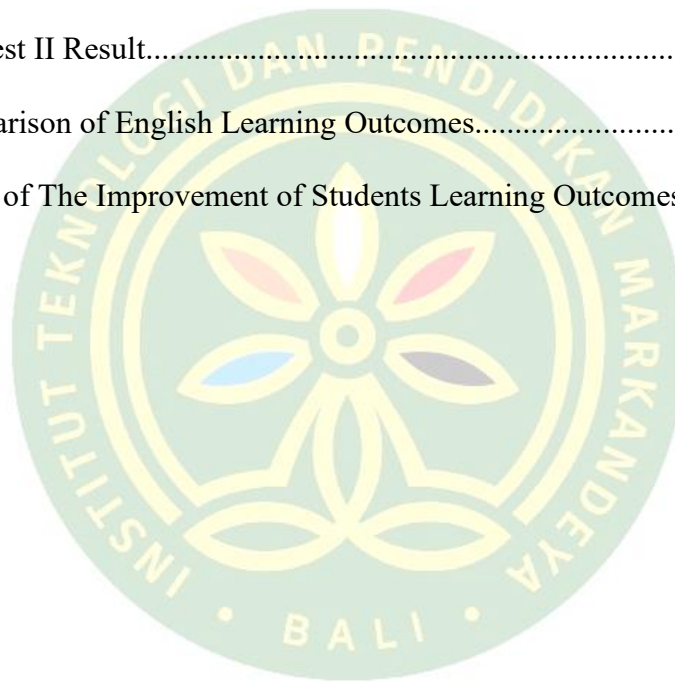 est II Result.....................................................................
arison of English Learning Outcomes.........................
of The Improvement of Students Learning Outcomes
INSTITUT TEKNOLOGI DAN PENDIDIKAN MARKANDEYA
• BALI •